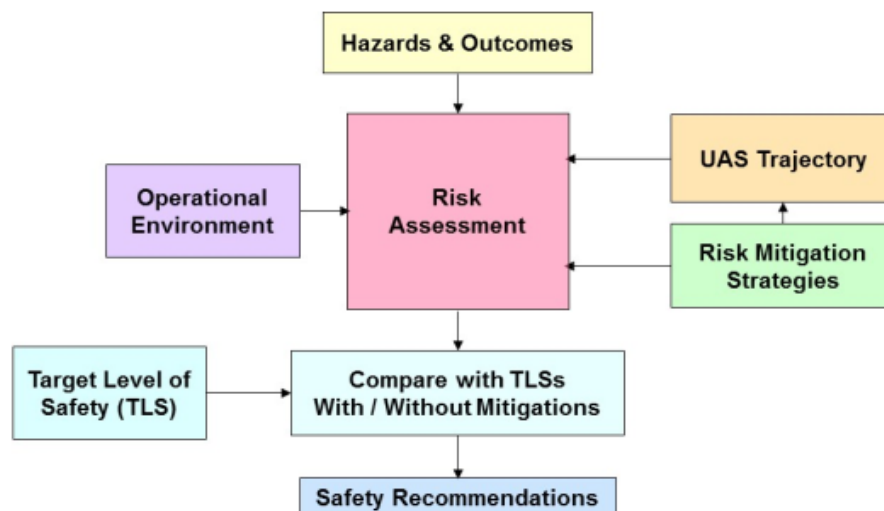 Hazards & Outcomes
UAS Trajectory
Operational
Environment
Risk
Assessment
Risk Mitigation
Strategies
Target Level of
Safety (TLS)
Compare with TLSs
With / Without Mitigations
Safety Recommendations